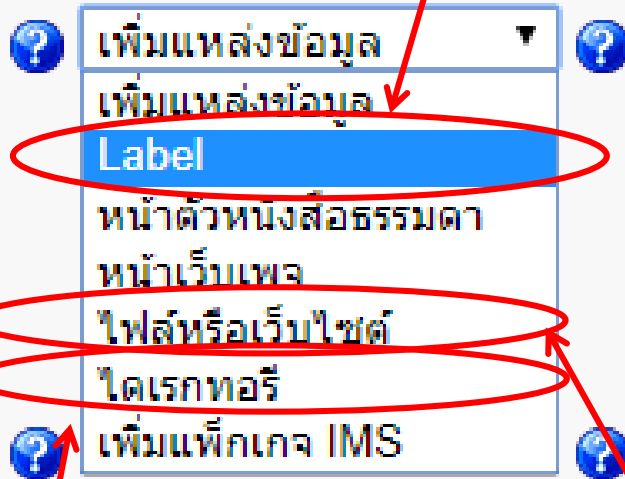 เพิ่มแหล่งข้อมูล
เพิ่มแหล่งข้อมูล
Label
หน้าตัวหนังสือธรรมดา
หน้าเว็บเพจ
ไฟล์หรือเว็บไซต์
ไดเรกทอรี
เพิ่มแพ็กเกจ IMS